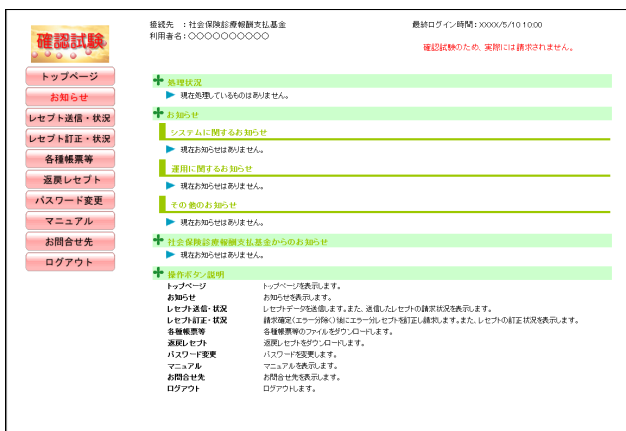 接続先 ：社会保険診療報酬支払基金
最終ログイン時間：XXXX/5/10 10:00
利用者名：○○○○○○○○○○
確認試験
確認試験のため、実際には請求されません。
トップページ
お知らせ
レセプト送信・状況
レセプト訂正・状況
各種帳票等
返戻レセプト
パスワード変更
マニュアル
お問合せ先
ログアウト
処理状況
現在処理しているものはありません。
お知らせ
システムに関するお知らせ
現在お知らせはありません。
運用に関するお知らせ
現在お知らせはありません。
その他のお知らせ
現在お知らせはありません。
社会保険診療報酬支払基金からのお知らせ
現在お知らせはありません。
操作ボタン説明
トップページ トップページを表示します。
お知らせ お知らせを表示します。
レセプト送信・状況 レセプトデータを送信します。また、送信したレセプトの請求状況を表示します。
レセプト訂正・状況 請求確定（エラー分除く）後にエラー分レセプトを訂正し請求します。また、レセプトの訂正状況を表示します。
各種帳票等 各種帳票等のファイルをダウンロードします。
返戻レセプト 返戻レセプトをダウンロードします。
パスワード変更 パスワードを変更します。
マニュアル マニュアルを表示します。
お問合せ先 お問合せ先を表示します。
ログアウト ログアウトします。